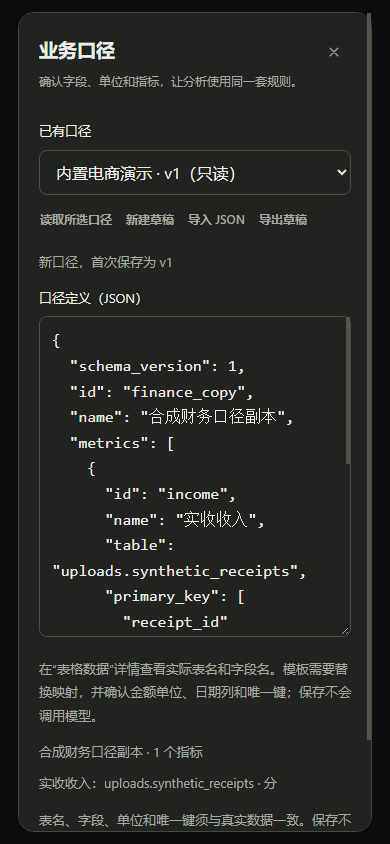 业务口径
×
确认字段、单位和指标，让分析使用同一套规则。
已有口径
内置电商演示 · v1（只读）
读取所选口径 新建草稿 导入 JSON 导出草稿
新口径，首次保存为 v1
口径定义（JSON）
{
"schema_version": 1,
"id": "finance_copy",
"name": "合成财务口径副本",
"metrics": [
{
"id": "income",
"name": "实收收入",
"table":
"uploads.synthetic_receipts",
"primary_key": [
"receipt_id"
在“表格数据”详情查看实际表名和字段名。模板需要替
换映射，并确认金额单位、日期列和唯一键；保存不会
调用模型。
合成财务口径副本 · 1 个指标
实收收入：uploads.synthetic_receipts · 分
表名、字段、单位和唯一键须与真实数据一致。保存不